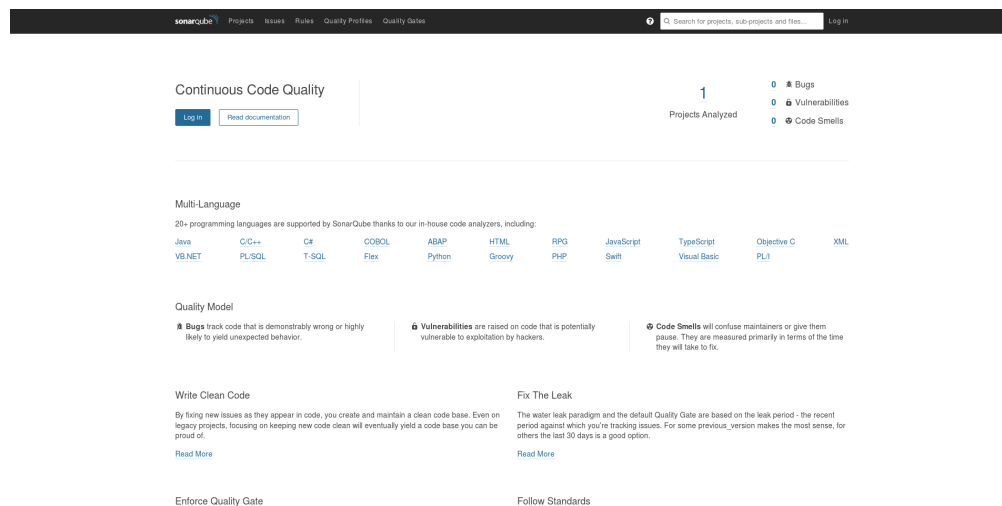 sonarqube Projects Issues Rules Quality Profiles Quality Gates Search for projects, sub-projects and files... Log in
Continuous Code Quality
Log in Read documentation
1
Projects Analyzed
0 Bugs
0 Vulnerabilities
0 Code Smells
Multi-Language
20+ programming languages are supported by SonarQube thanks to our in-house code analyzers, including:
Java C/C++ C# COBOL ABAP HTML RPG JavaScript TypeScript Objective C XML
VB.NET PL/SQL T-SQL Flex Python Groovy PHP Swift Visual Basic PL/I
Quality Model
Bugs track code that is demonstrably wrong or highly
likely to yield unexpected behavior.
Vulnerabilities are raised on code that is potentially
vulnerable to exploitation by hackers.
Code Smells will confuse maintainers or give them
pause. They are measured primarily in terms of the time
they will take to fix.
Write Clean Code
By fixing new issues as they appear in code, you create and maintain a clean code base. Even on
legacy projects, focusing on keeping new code clean will eventually yield a code base you can be
proud of.
Read More
Fix The Leak
The water leak paradigm and the default Quality Gate are based on the leak period - the recent
period against which you're tracking issues. For some previous_version makes the most sense, for
others the last 30 days is a good option.
Read More
Enforce Quality Gate
Follow Standards